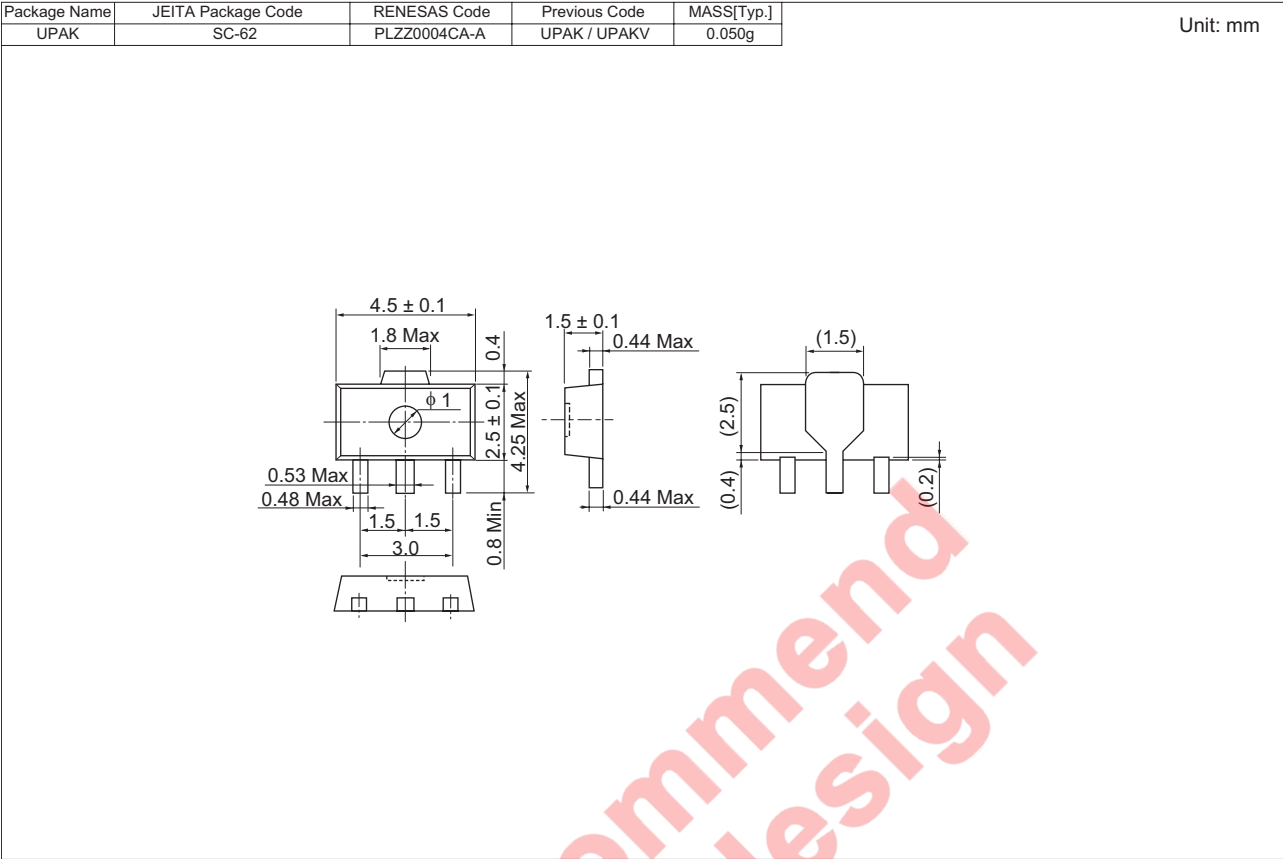 Package Name JEITA Package Code RENESAS Code Previous Code MASS[Typ.]
UPAK SC-62 PLZZ0004CA-A UPAK / UPAKV 0.050g
Unit: mm
4.5 ± 0.1
1.8 Max
0.4
ϕ 1
2.5 ± 0.1
4.25 Max
0.53 Max
0.48 Max
1.5 1.5
3.0
0.8 Min
1.5 ± 0.1
0.44 Max
0.44 Max
(1.5)
(2.5)
(0.4)
(0.2)
ommend
design